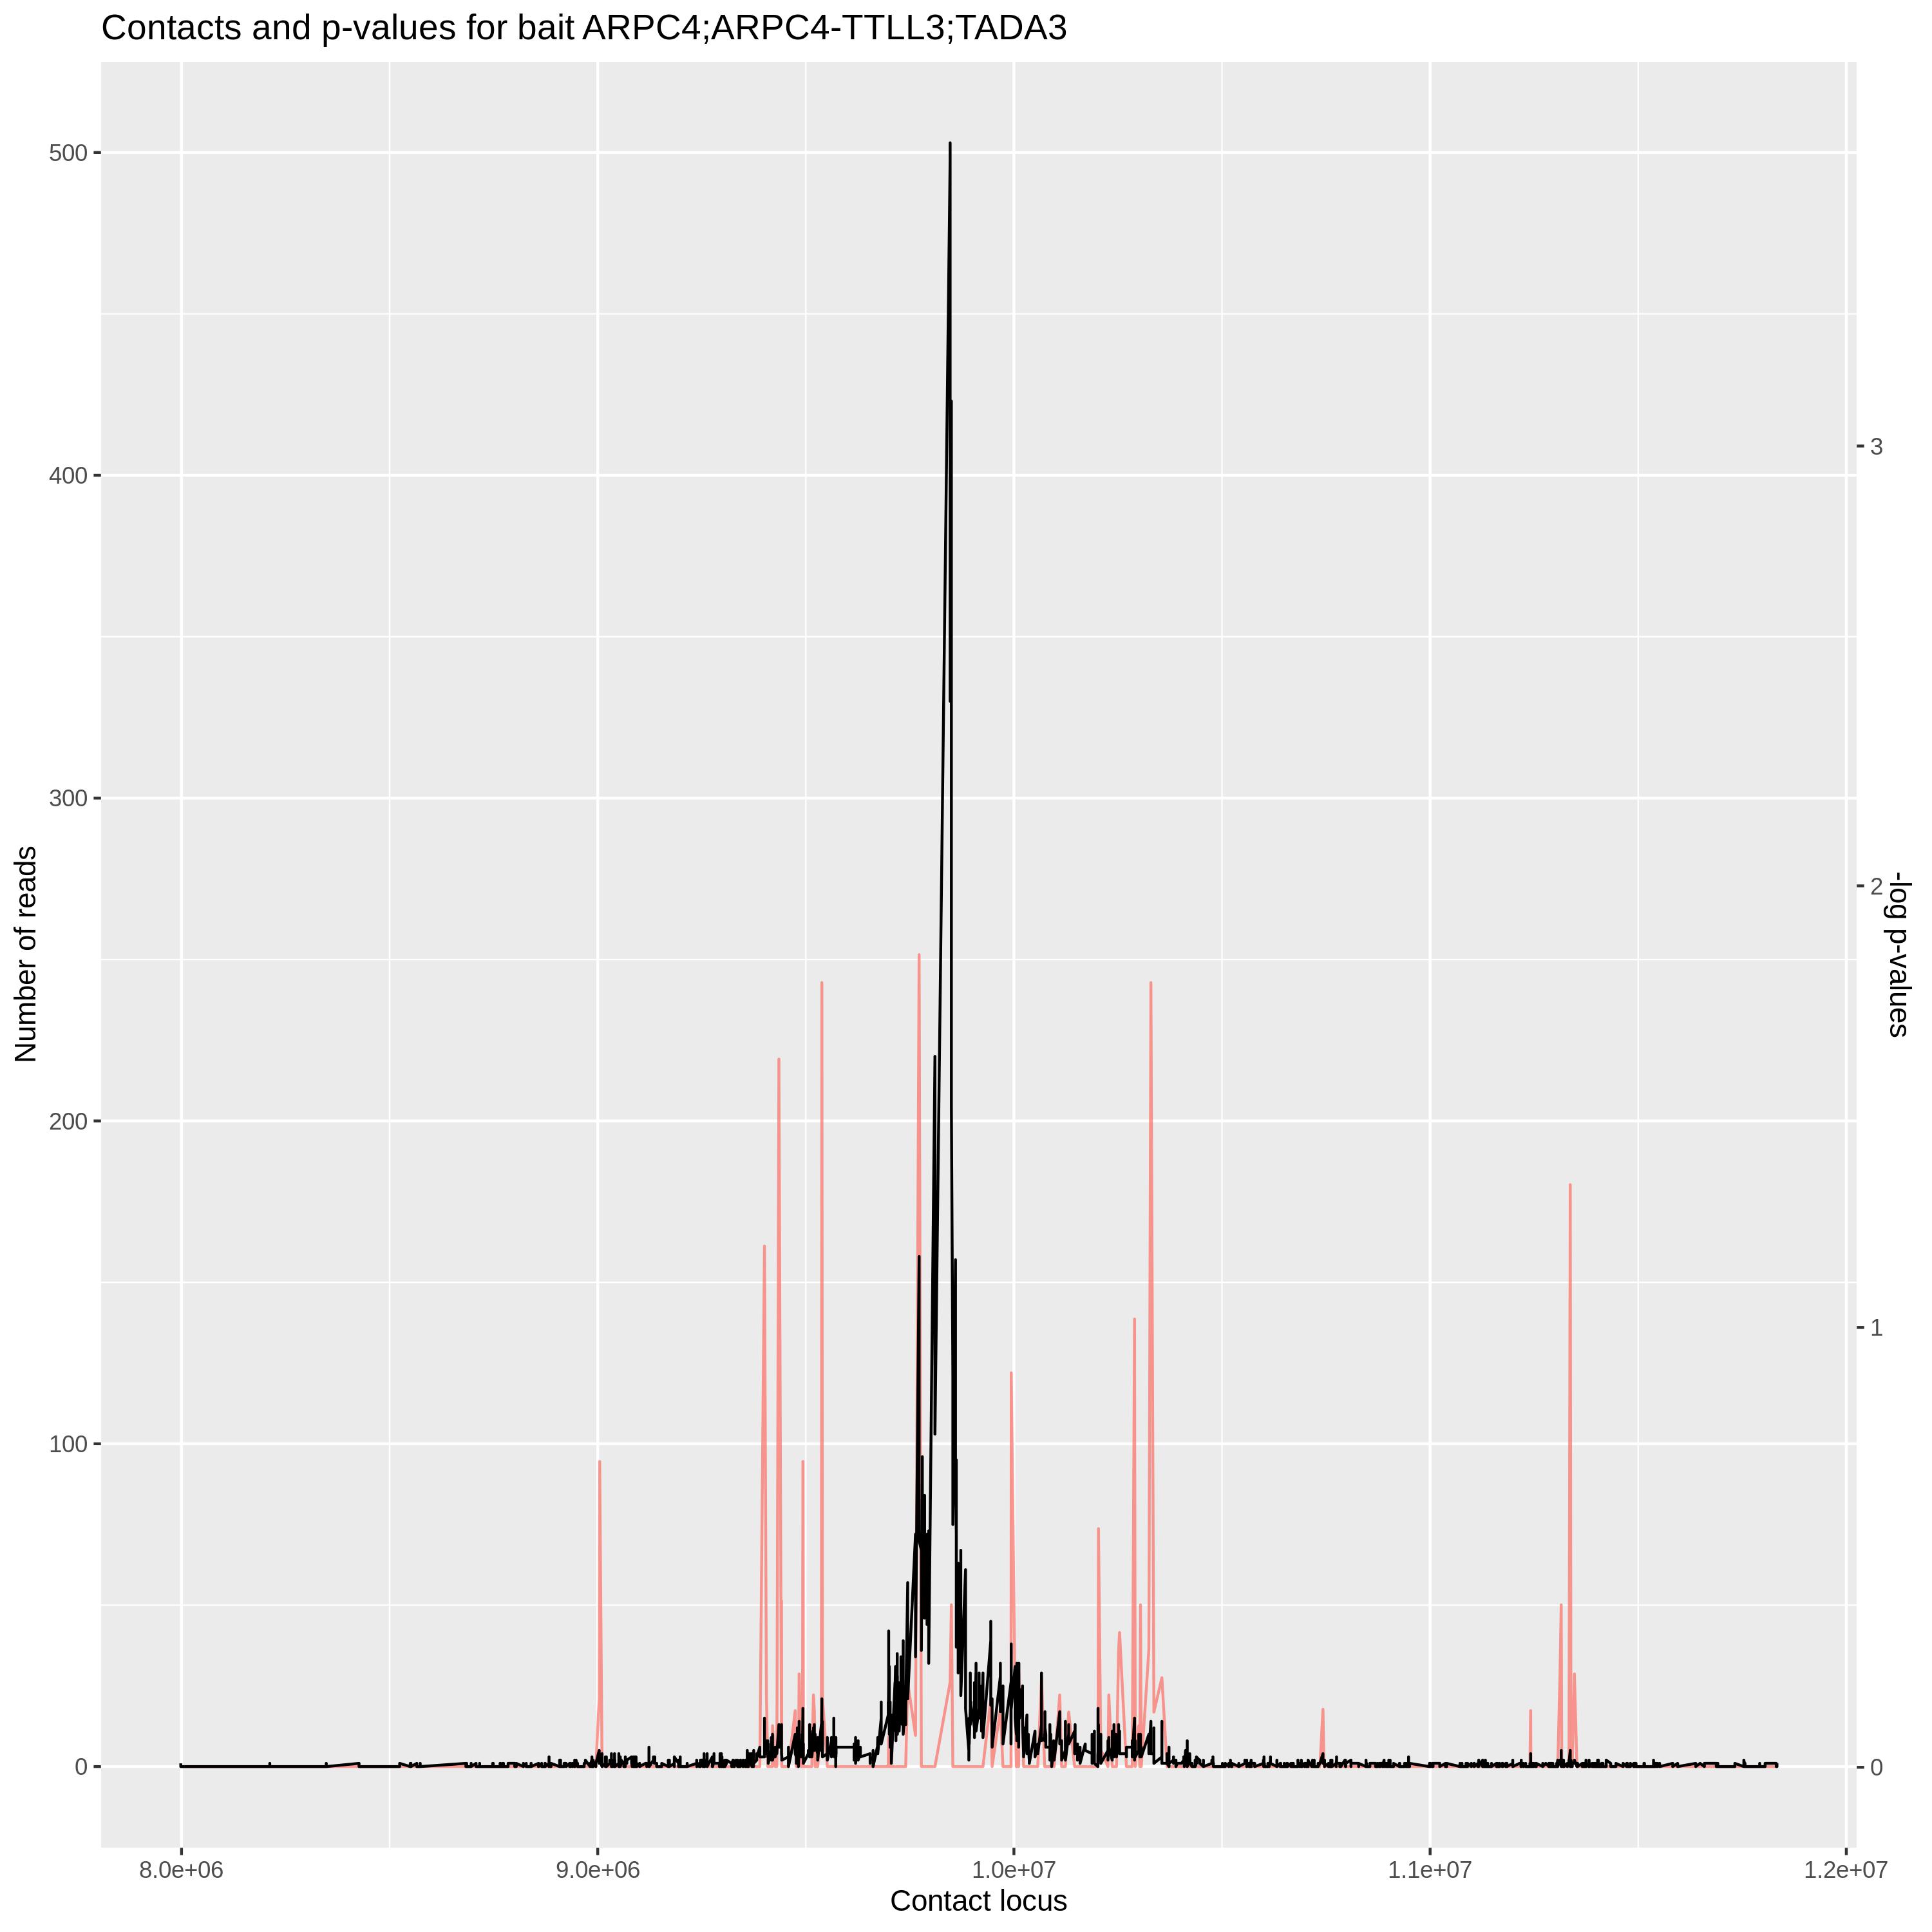 Contacts and p-values for bait ARPC4;ARPC4-TTLL3;TADA3
500
400
300
200
100
0
Number of reads
3
2
1
0
-log p-values
8.0e+06
9.0e+06
1.0e+07
1.1e+07
1.2e+07
Contact locus